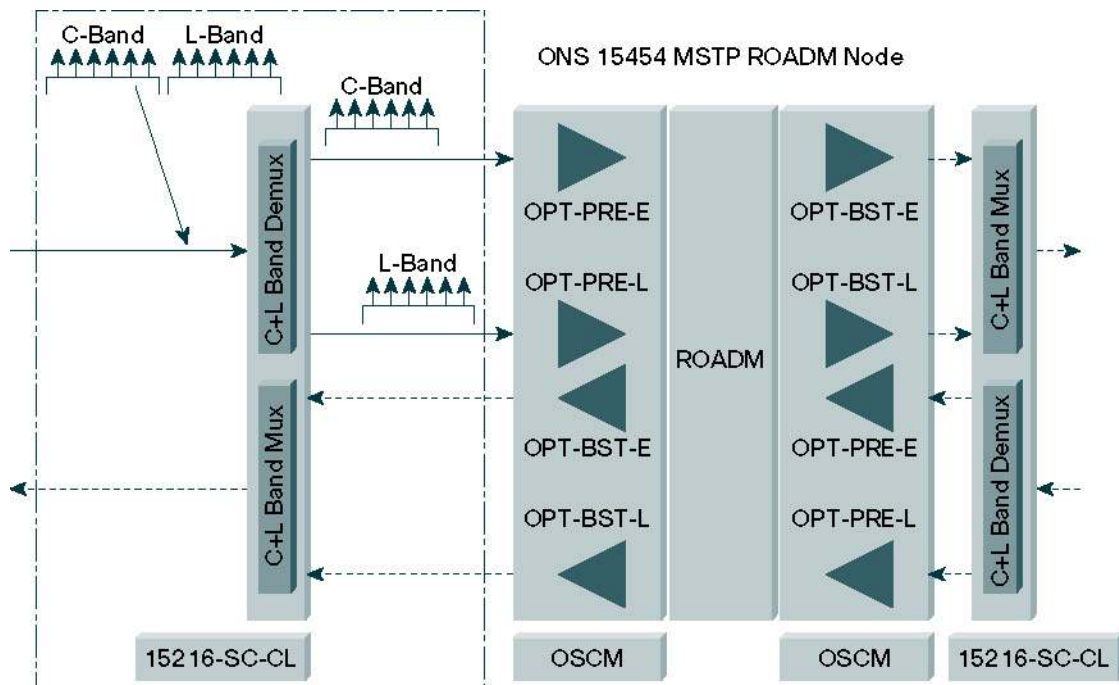 C-Band
L-Band
ONS 15454 MSTP ROADM Node
C-Band
C+L Band Demux
OPT-PRE-E
OPT-BST-E
C+L Band Mux
L-Band
OPT-PRE-L
OPT-BST-L
ROADM
C+L Band Mux
OPT-BST-E
OPT-PRE-E
C+L Band Demux
OPT-BST-L
OPT-PRE-L
15216-SC-CL
OSCM
OSCM
15216-SC-CL